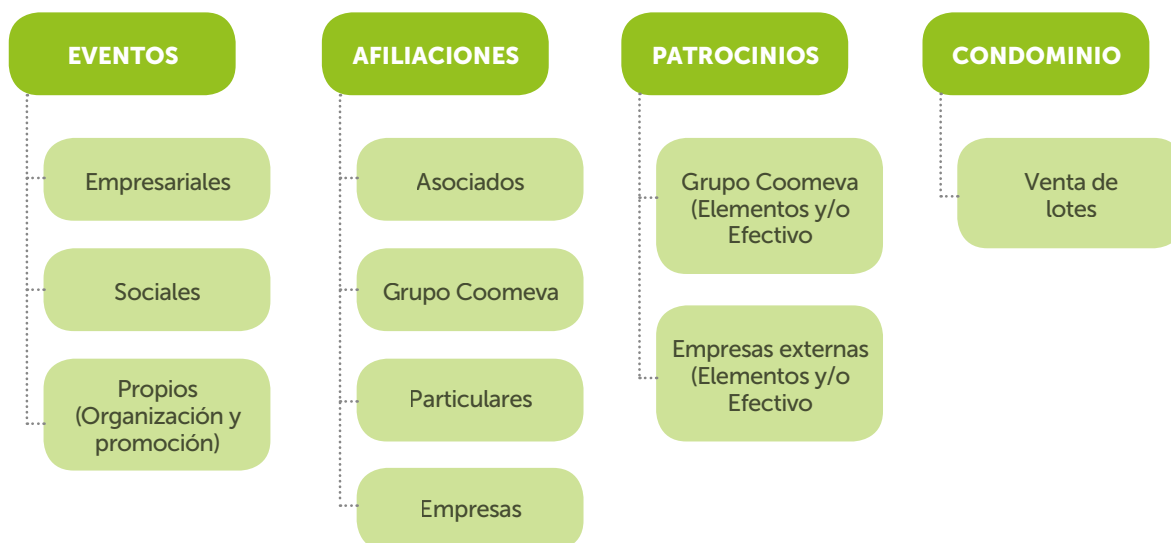 EVENTOS
Empresariales
Sociales
Propios
(Organización y
promoción)
AFILIACIONES
Asociados
Grupo Coomeva
Particulares
Empresas
PATROCINIOS
Grupo Coomeva
(Elementos y/o
Efectivo
Empresas externas
(Elementos y/o
Efectivo
CONDOMINIO
Venta de
lotes